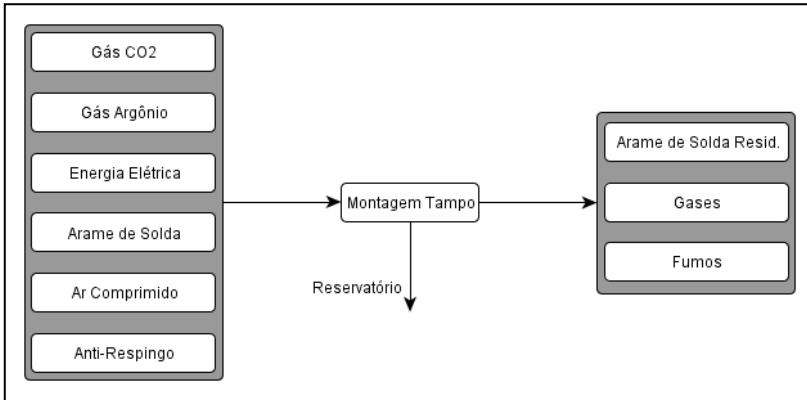 Gás CO2
Gás Argônio
Energia Elétrica
Arame de Solda
Ar Comprimido
Anti-Respingo
Montagem Tampo
Reservatório
Arame de Solda Resid.
Gases
Fumos